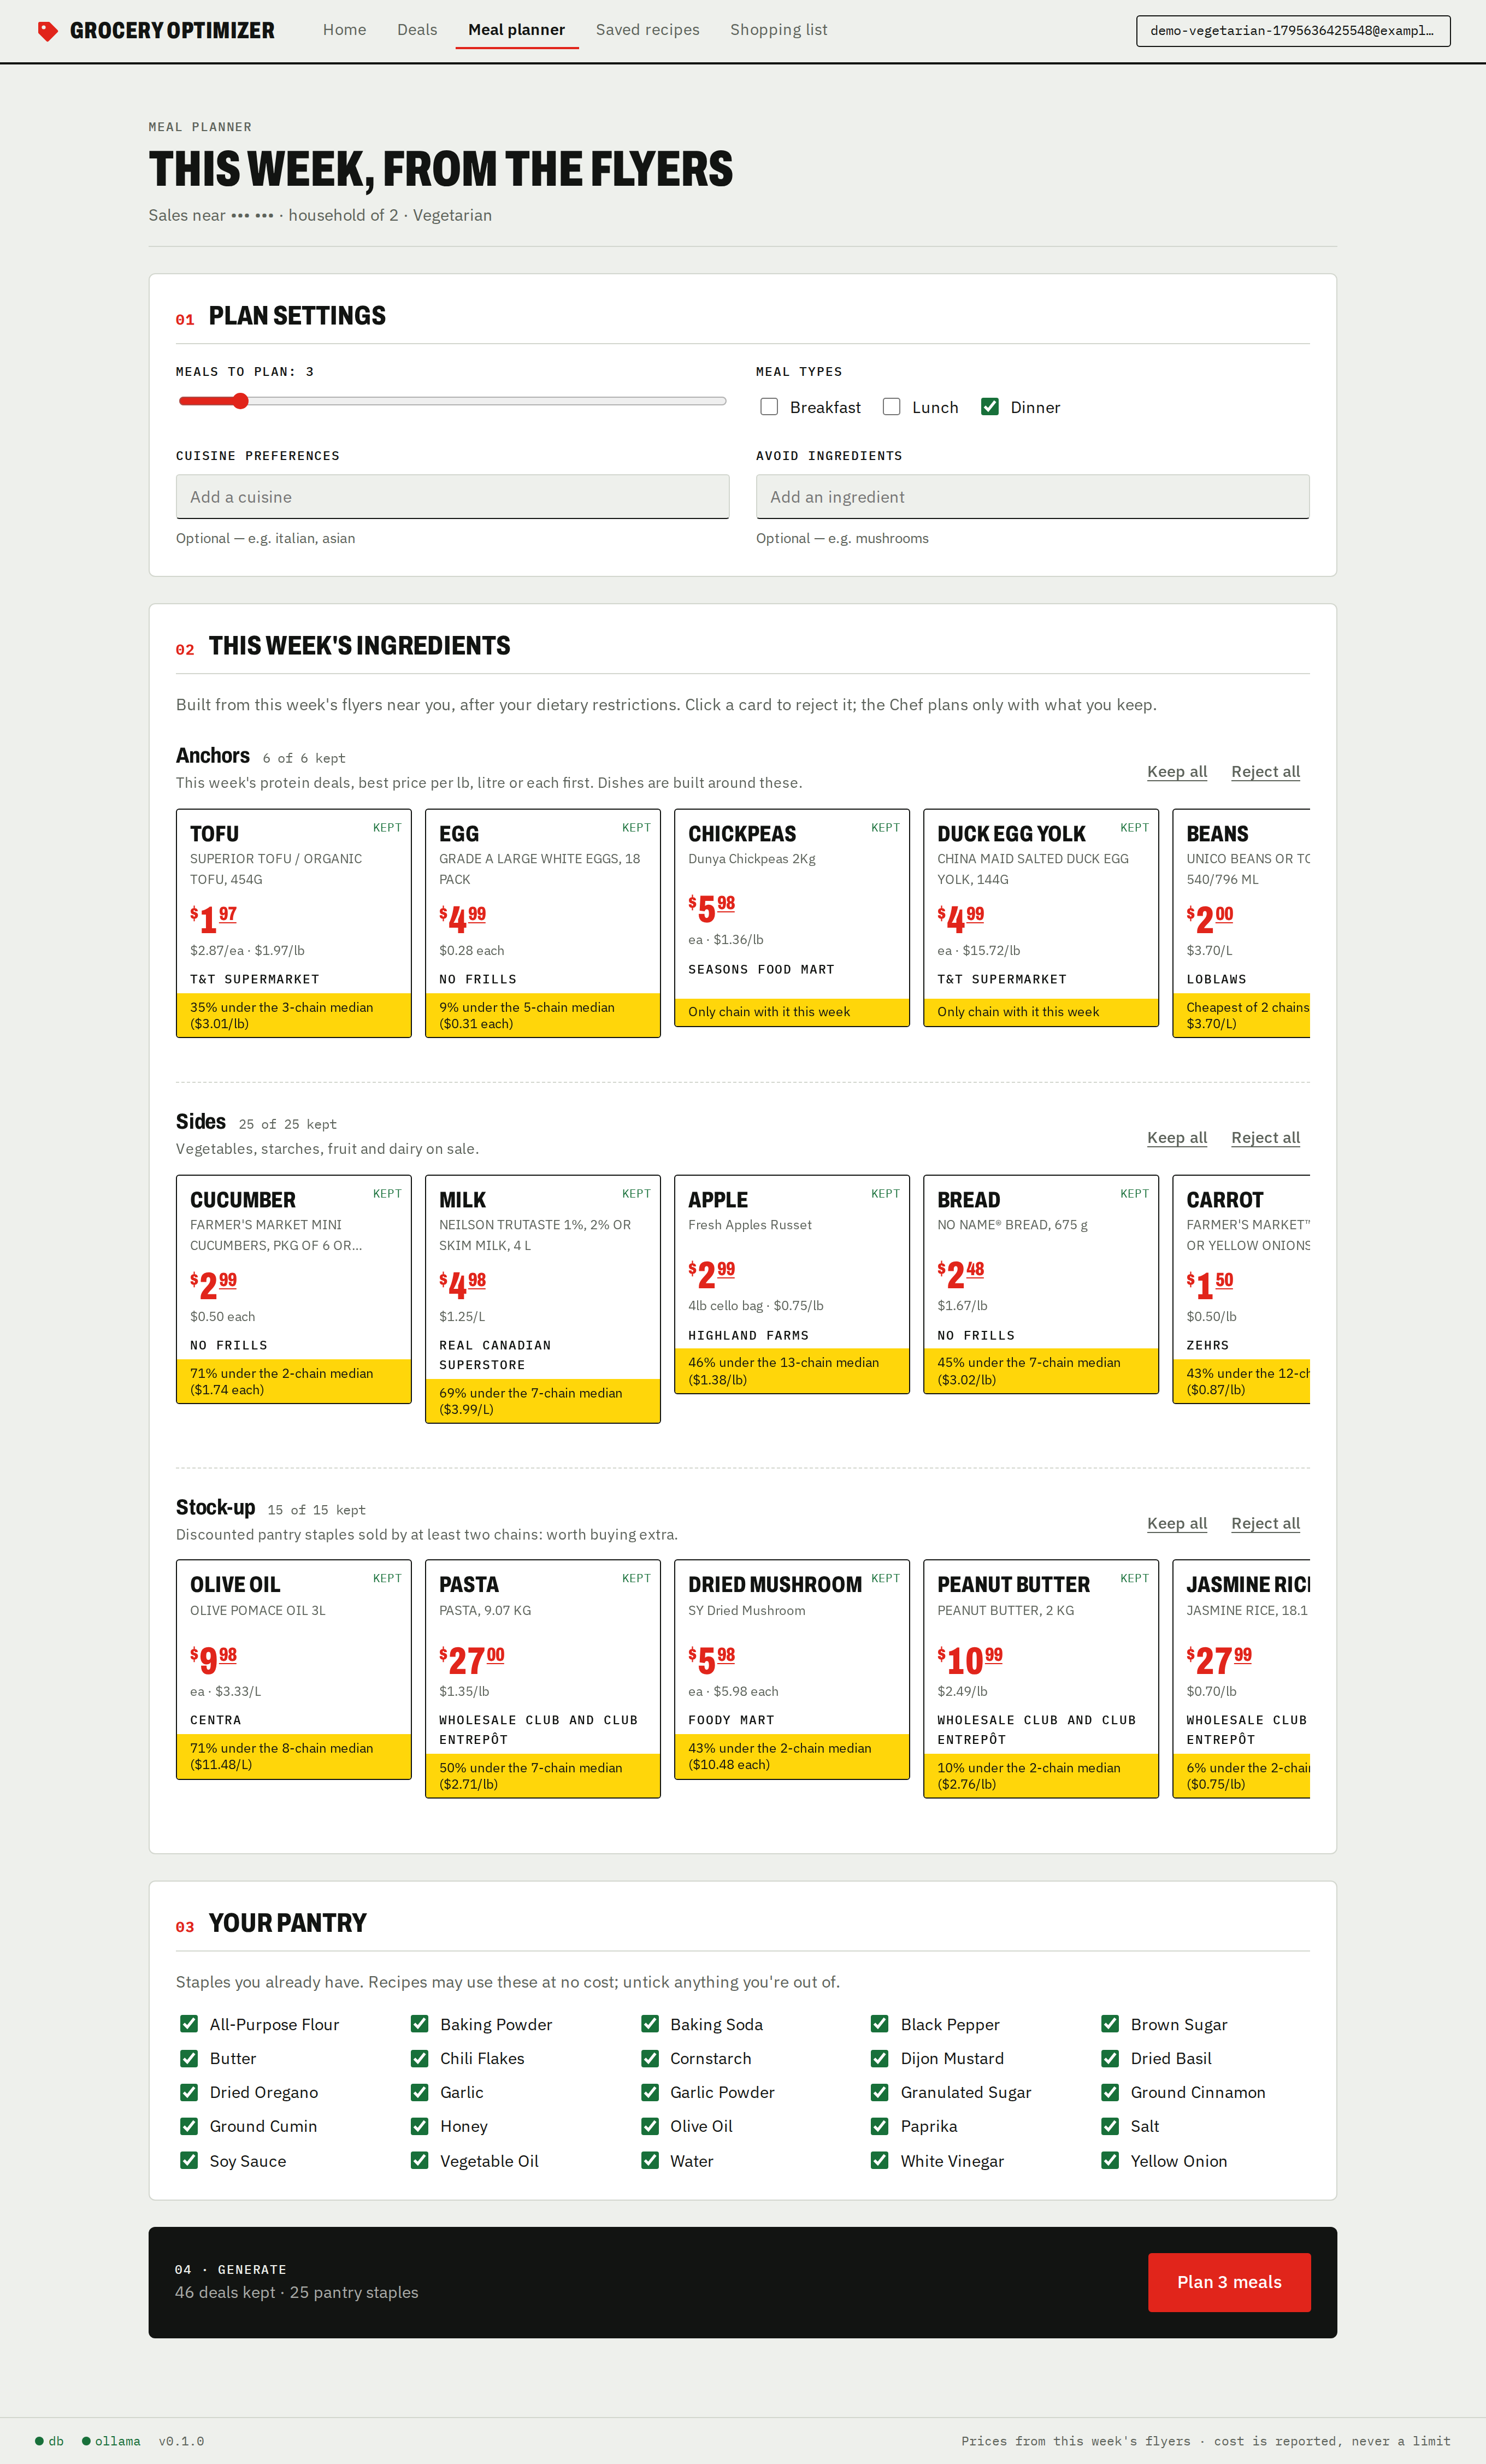 GROCERY OPTIMIZER
Home
Deals
Meal planner
Saved recipes
Shopping list
demo-vegetarian-1795636425548@exampl…
MEAL PLANNER
THIS WEEK, FROM THE FLYERS
Sales near ••• ••• · household of 2 · Vegetarian
01 PLAN SETTINGS
MEALS TO PLAN: 3
MEAL TYPES
Breakfast
Lunch
Dinner
CUISINE PREFERENCES
Add a cuisine
Optional — e.g. italian, asian
AVOID INGREDIENTS
Add an ingredient
Optional — e.g. mushrooms
02 THIS WEEK'S INGREDIENTS
Built from this week's flyers near you, after your dietary restrictions. Click a card to reject it; the Chef plans only with what you keep.
Anchors 6 of 6 kept
This week's protein deals, best price per lb, litre or each first. Dishes are built around these.
Keep all
Reject all
TOFU
KEPT
SUPERIOR TOFU / ORGANIC
TOFU, 454G
$1 97
$2.87/ea · $1.97/lb
T&T SUPERMARKET
35% under the 3-chain median
($3.01/lb)
EGG
KEPT
GRADE A LARGE WHITE EGGS, 18
PACK
$4 99
$0.28 each
NO FRILLS
9% under the 5-chain median
($0.31 each)
CHICKPEAS
KEPT
Dunya Chickpeas 2Kg
$5 98
ea · $1.36/lb
SEASONS FOOD MART
Only chain with it this week
DUCK EGG YOLK
KEPT
CHINA MAID SALTED DUCK EGG
YOLK, 144G
$4 99
ea · $15.72/lb
T&T SUPERMARKET
Only chain with it this week
BEANS
UNICO BEANS OR TO
540/796 ML
$2 00
$3.70/L
LOBLAWS
Cheapest of 2 chains
$3.70/L)
Sides 25 of 25 kept
Vegetables, starches, fruit and dairy on sale.
Keep all
Reject all
CUCUMBER
KEPT
FARMER'S MARKET MINI
CUCUMBERS, PKG OF 6 OR…
$2 99
$0.50 each
NO FRILLS
71% under the 2-chain median
($1.74 each)
MILK
KEPT
NEILSON TRUTASTE 1%, 2% OR
SKIM MILK, 4 L
$4 98
$1.25/L
REAL CANADIAN
SUPERSTORE
69% under the 7-chain median
($3.99/L)
APPLE
KEPT
Fresh Apples Russet
$2 99
4lb cello bag · $0.75/lb
HIGHLAND FARMS
46% under the 13-chain median
($1.38/lb)
BREAD
KEPT
NO NAME® BREAD, 675 g
$2 48
$1.67/lb
NO FRILLS
45% under the 7-chain median
($3.02/lb)
CARROT
FARMER'S MARKET™
OR YELLOW ONIONS
$1 50
$0.50/lb
ZEHRS
43% under the 12-ch
($0.87/lb)
Stock-up 15 of 15 kept
Discounted pantry staples sold by at least two chains: worth buying extra.
Keep all
Reject all
OLIVE OIL
KEPT
OLIVE POMACE OIL 3L
$9 98
ea · $3.33/L
CENTRA
71% under the 8-chain median
($11.48/L)
PASTA
KEPT
PASTA, 9.07 KG
$27 00
$1.35/lb
WHOLESALE CLUB AND CLUB
ENTREPÔT
50% under the 7-chain median
($2.71/lb)
DRIED MUSHROOM
KEPT
SY Dried Mushroom
$5 98
ea · $5.98 each
FOODY MART
43% under the 2-chain median
($10.48 each)
PEANUT BUTTER
KEPT
PEANUT BUTTER, 2 KG
$10 99
$2.49/lb
WHOLESALE CLUB AND CLUB
ENTREPÔT
10% under the 2-chain median
($2.76/lb)
JASMINE RICE
JASMINE RICE, 18.1
$27 99
$0.70/lb
WHOLESALE CLUB
ENTREPÔT
6% under the 2-chain
($0.75/lb)
03 YOUR PANTRY
Staples you already have. Recipes may use these at no cost; untick anything you're out of.
All-Purpose Flour
Baking Powder
Baking Soda
Black Pepper
Brown Sugar
Butter
Chili Flakes
Cornstarch
Dijon Mustard
Dried Basil
Dried Oregano
Garlic
Garlic Powder
Granulated Sugar
Ground Cinnamon
Ground Cumin
Honey
Olive Oil
Paprika
Salt
Soy Sauce
Vegetable Oil
Water
White Vinegar
Yellow Onion
04 · GENERATE
46 deals kept · 25 pantry staples
Plan 3 meals
db
ollama
v0.1.0
Prices from this week's flyers · cost is reported, never a limit